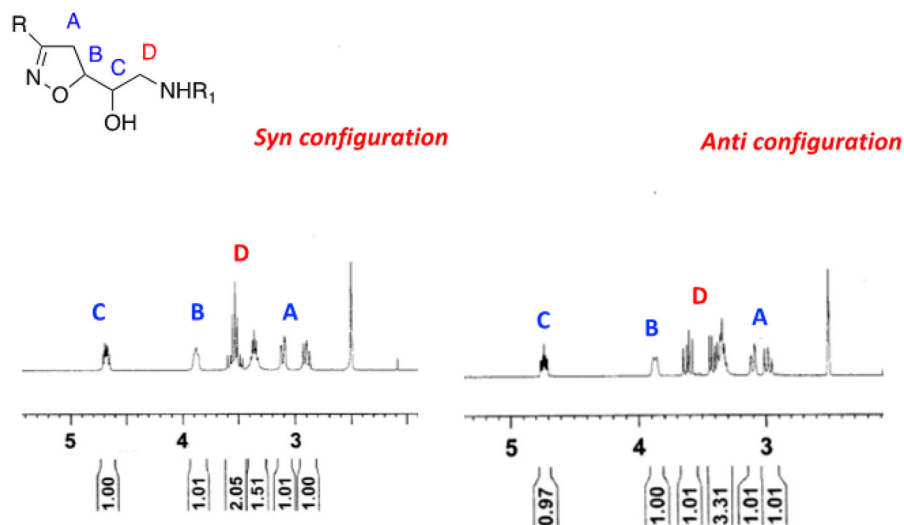 R
A
B
D
C
N
O
NHR1
OH
Syn configuration
Anti configuration
D
C
B
A
D
C
B
A
5
4
3
5
4
3
1.00
1.01
2.05
1.51
1.01
1.00
0.97
1.00
1.01
3.31
1.01
1.01